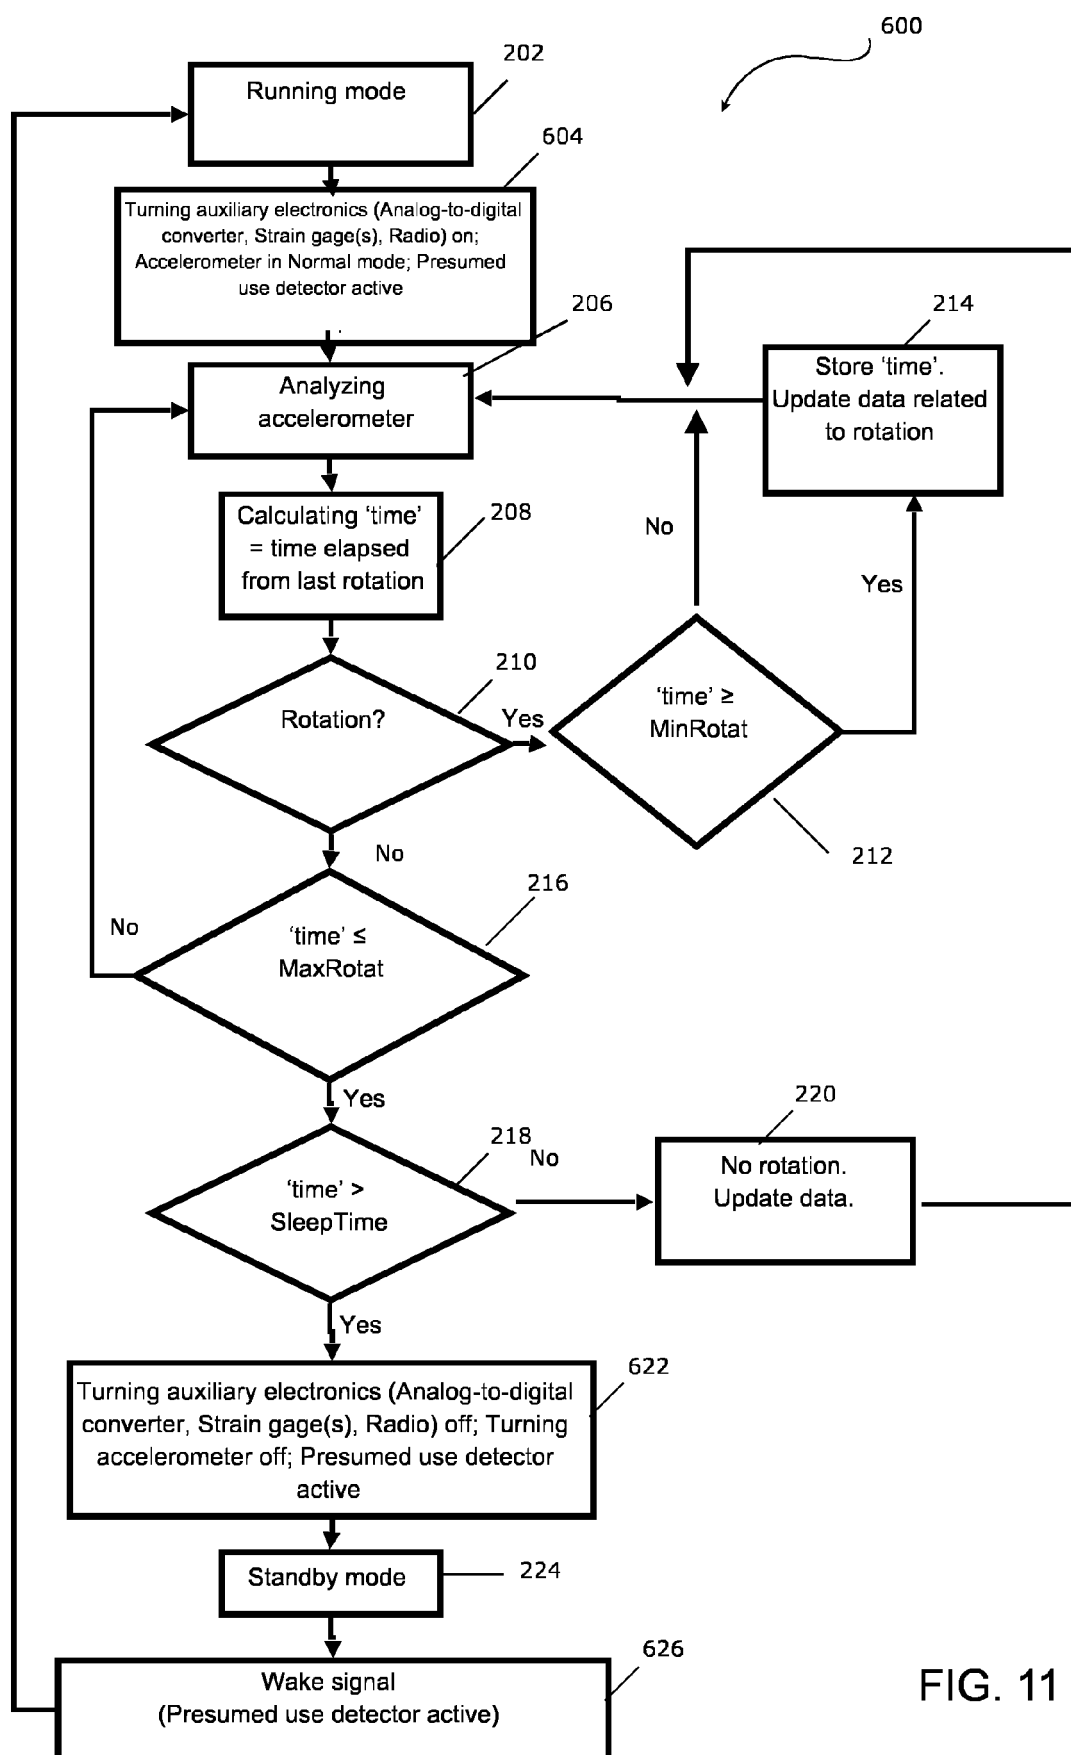 600
202
Running mode
604
Turning auxiliary electronics (Analog-to-digital
converter, Strain gage(s), Radio) on;
Accelerometer in Normal mode; Presumed
use detector active
206
Analyzing
accelerometer
214
Store ‘time’.
Update data related
to rotation
208
Calculating ‘time’
= time elapsed
from last rotation
No
Yes
210
Rotation?
Yes
‘time’ ≥
MinRotat
212
No
216
No
‘time’ ≤
MaxRotat
Yes
218
No
‘time’ >
SleepTime
220
No rotation.
Update data.
Yes
622
Turning auxiliary electronics (Analog-to-digital
converter, Strain gage(s), Radio) off; Turning
accelerometer off; Presumed use detector
active
Standby mode
224
626
Wake signal
(Presumed use detector active)
FIG. 11